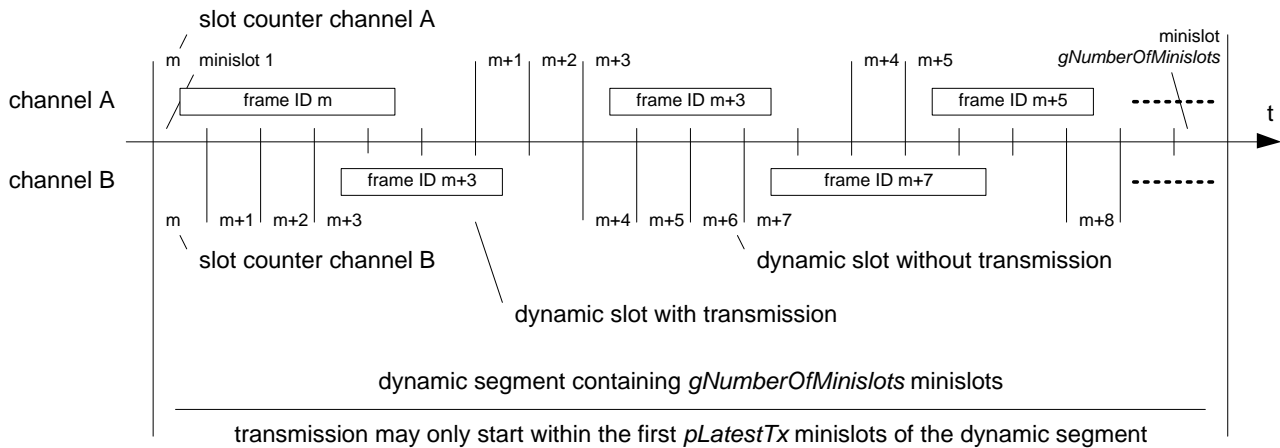 slot counter channel A
m
minislot 1
m+1
m+2
m+3
m+4
m+5
minislot
gNumberOfMinislots
channel A
frame ID m
frame ID m+3
frame ID m+5
t
channel B
frame ID m+3
frame ID m+7
m
m+1
m+2
m+3
m+4
m+5
m+6
m+7
m+8
slot counter channel B
dynamic slot without transmission
dynamic slot with transmission
dynamic segment containing gNumberOfMinislots minislots
transmission may only start within the first pLatestTx minislots of the dynamic segment